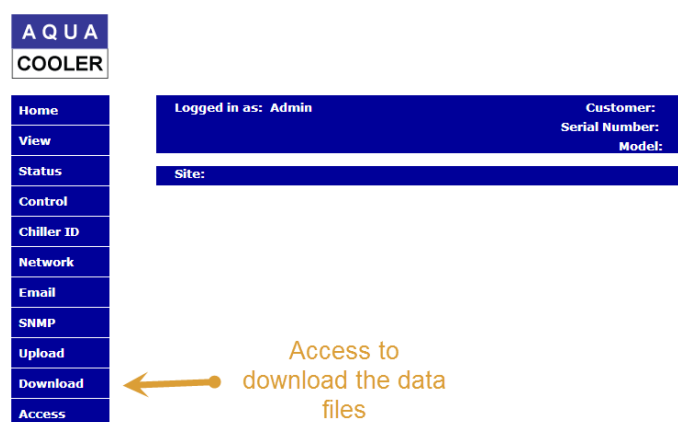 AQUA
COOLER
Home
View
Status
Control
Chiller ID
Network
Email
SNMP
Upload
Download
Access
Logged in as: Admin
Customer:
Serial Number:
Model:
Site:
Access to
download the data
files